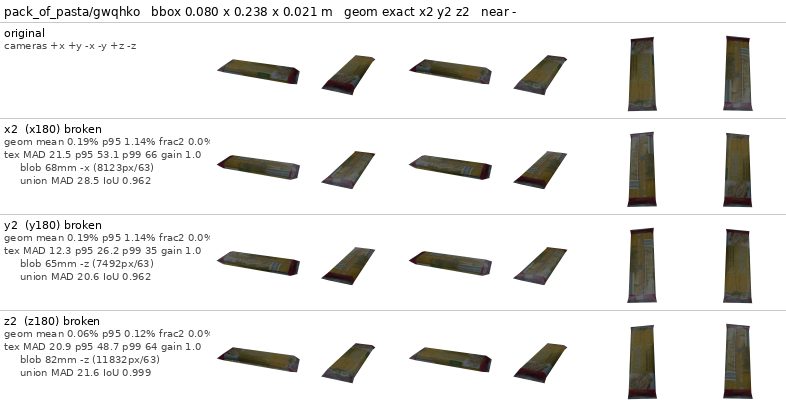 pack_of_pasta/gwqhko   bbox 0.080 x 0.238 x 0.021 m   geom exact x2 y2 z2   near -
original
cameras +x +y -x -y +z -z
x2  (x180) broken
geom mean 0.19% p95 1.14% frac2 0.0%
tex MAD 21.5 p95 53.1 p99 66 gain 1.0
blob 68mm -x (8123px/63)
union MAD 28.5 IoU 0.962
y2  (y180) broken
geom mean 0.19% p95 1.14% frac2 0.0%
tex MAD 12.3 p95 26.2 p99 35 gain 1.0
blob 65mm -z (7492px/63)
union MAD 20.6 IoU 0.962
z2  (z180) broken
geom mean 0.06% p95 0.12% frac2 0.0%
tex MAD 20.9 p95 48.7 p99 64 gain 1.0
blob 82mm -z (11832px/63)
union MAD 21.6 IoU 0.999